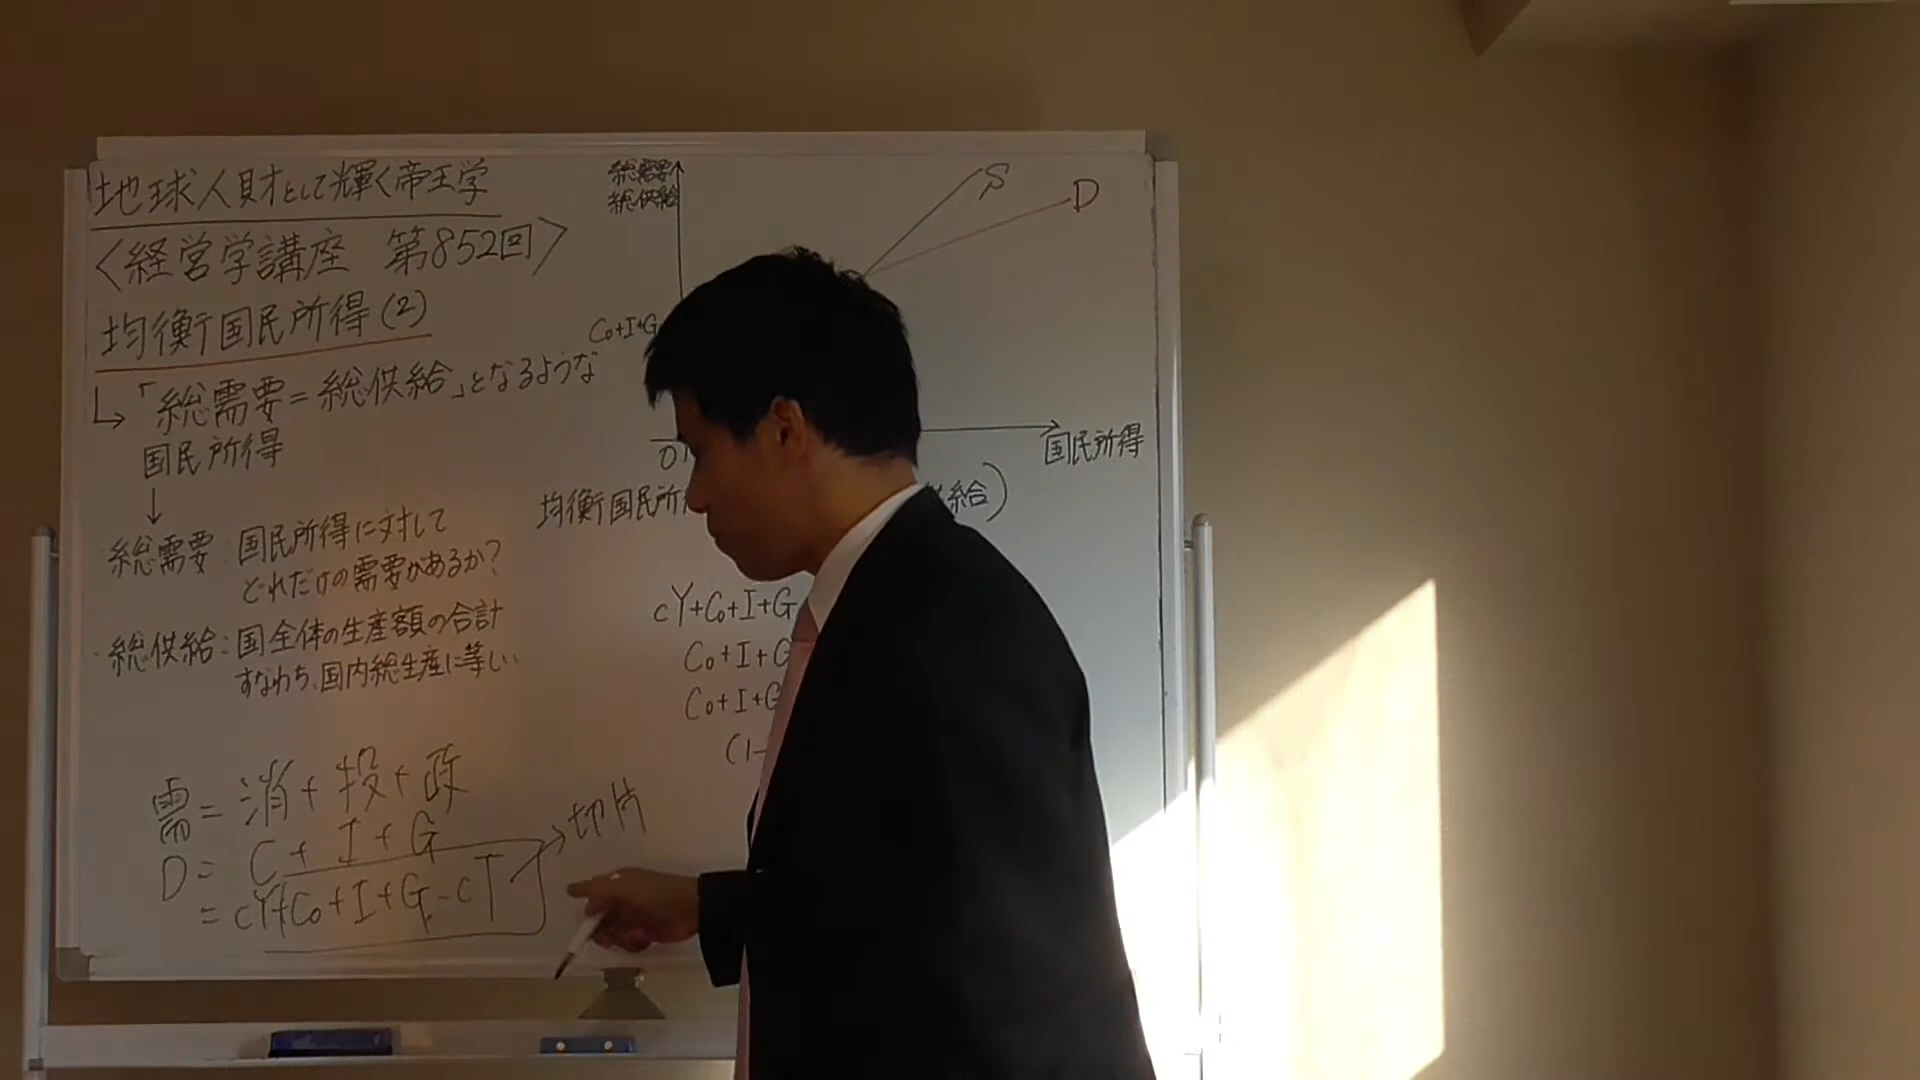 地球人財として輝く帝王学
〈経営学講座 第852回〉
均衡国民所得(2)
「総需要=総供給」となるような
国民所得
↓
総需要:国民所得に対して
どれだけの需要があるか?
総供給:国全体の生産額の合計
すなわち、国内総生産に等しい
需=消+投+政
D= C+I+G
=cY+C₀+I+G-cT
→切片
総需要
総供給
S
D
C₀+I+G
0
国民所得
均衡国民所
給)
cY+C₀+I+G
C₀+I+G
C₀+I+G
(1-